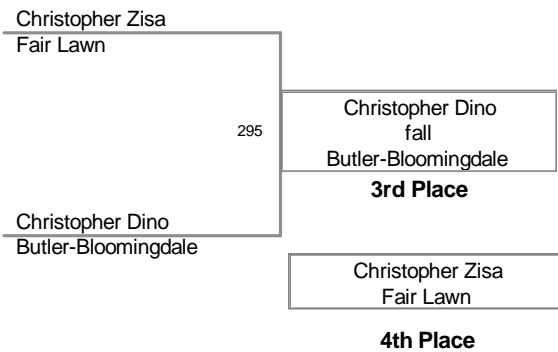 Christopher Zisa
Fair Lawn
295
Christopher Dino
fall
Butler-Bloomingdale
3rd Place
Christopher Dino
Butler-Bloomingdale
Christopher Zisa
Fair Lawn
4th Place